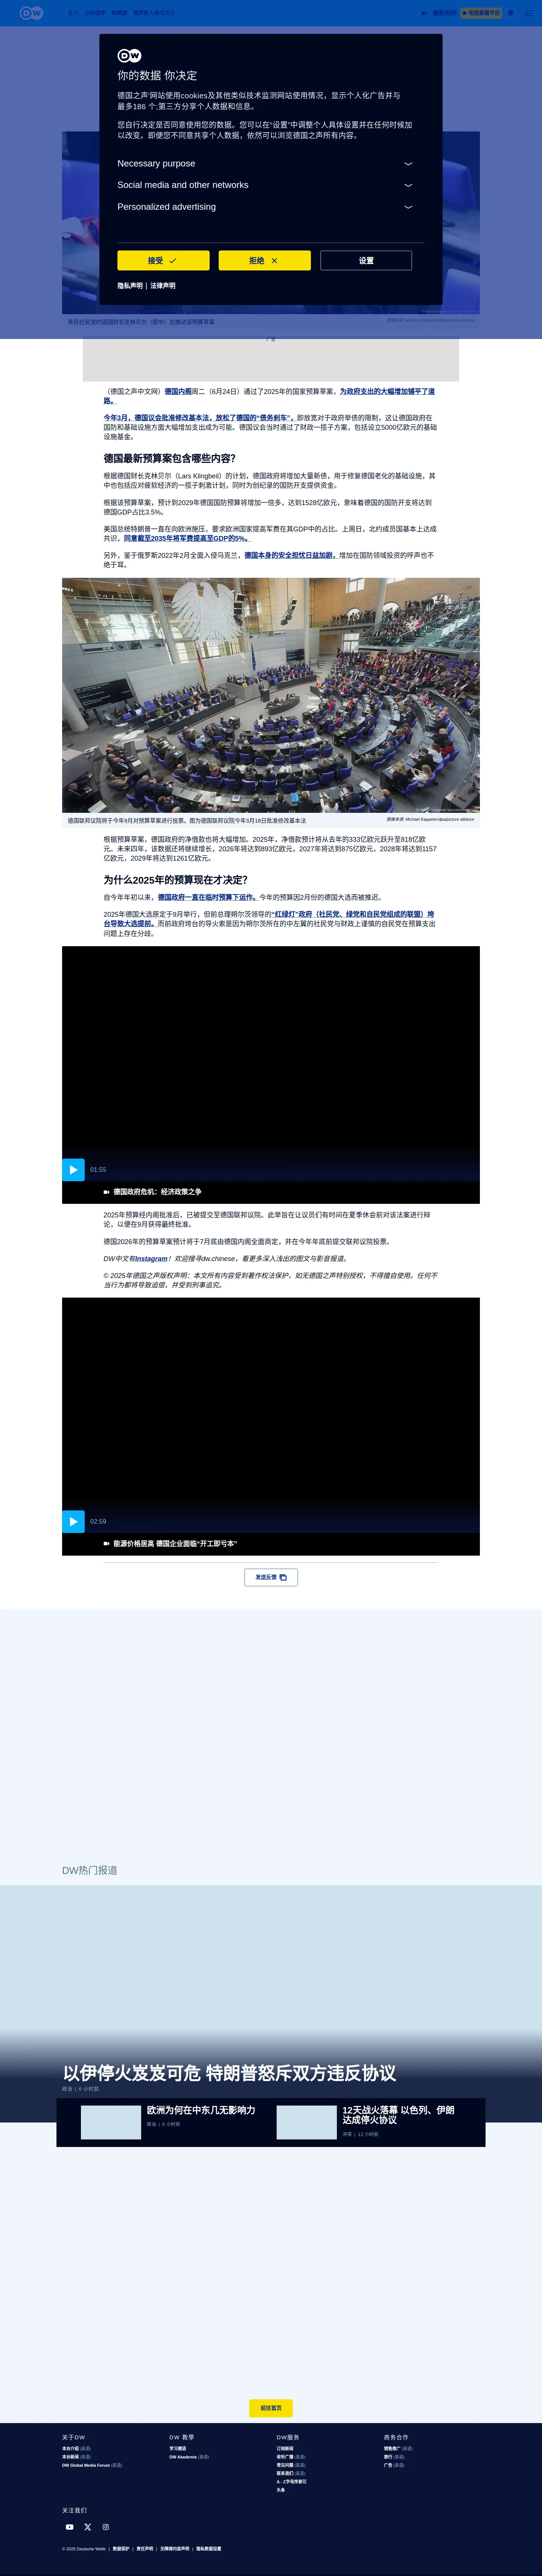 DW
你的数据 你决定
德国之声'网站使用cookies及其他类似技术监测网站使用情况，显示个人化广告并与
最多186 个;第三方分享个人数据和信息。
您自行决定是否同意使用您的数据。您可以在"设置"中调整个人具体设置并在任何时候加
以改变。即便您不同意共享个人数据，依然可以浏览德国之声所有内容。
Necessary purpose
Social media and other networks
Personalized advertising
接受
拒绝
设置
隐私声明 | 法律声明
来自社民党的德国财长克林贝尔（图中）在推动该预算草案
（德国之声中文网）德国内阁周二（6月24日）通过了2025年的国家预算草案，为政府支出的大幅增加铺平了道
路。
今年3月，德国议会批准修改基本法，放松了德国的“债务刹车”，即放宽对于政府举债的限制，这让德国政府在
国防和基础设施方面大幅增加支出成为可能。德国议会当时通过了财政一揽子方案，包括设立5000亿欧元的基础
设施基金。
德国最新预算案包含哪些内容？
根据德国财长克林贝尔（Lars Klingbeil）的计划，德国政府将增加大量新债，用于修复德国老化的基础设施，其
中也包括应对疲软经济的一揽子刺激计划，同时为创纪录的国防开支提供资金。
根据该预算草案，预计到2029年德国国防预算将增加一倍多，达到1528亿欧元，意味着德国的国防开支将达到
德国GDP占比3.5%。
美国总统特朗普一直在向欧洲施压，要求欧洲国家提高军费在其GDP中的占比。上周日，北约成员国基本上达成
共识，同意截至2035年将军费提高至GDP的5%。
另外，鉴于俄罗斯2022年2月全面入侵乌克兰，德国本身的安全担忧日益加剧，增加在国防领域投资的呼声也不
绝于耳。
德国联邦议院将于今年9月对预算草案进行投票。图为德国联邦议院今年3月18日批准修改基本法
图像来源: Michael Kappeler/dpa/picture alliance
根据预算草案，德国政府的净借款也将大幅增加。2025年，净借款预计将从去年的333亿欧元跃升至818亿欧
元。未来四年，该数据还将继续增长，2026年将达到893亿欧元，2027年将达到875亿欧元，2028年将达到1157
亿欧元，2029年将达到1261亿欧元。
为什么2025年的预算现在才决定？
自今年年初以来，德国政府一直在临时预算下运作。今年的预算因2月份的德国大选而被推迟。
2025年德国大选原定于9月举行，但前总理朔尔茨领导的“红绿灯”政府（社民党、绿党和自民党组成的联盟）垮
台导致大选提前。而前政府垮台的导火索是因为朔尔茨所在的中左翼的社民党与财政上谨慎的自民党在预算支出
问题上存在分歧。
01:55
德国政府危机：经济政策之争
2025年预算经内阁批准后，已被提交至德国联邦议院。此举旨在让议员们有时间在夏季休会前对该法案进行辩
论，以便在9月获得最终批准。
德国2026年的预算草案预计将于7月底由德国内阁全面商定，并在今年年底前提交联邦议院投票。
DW中文有Instagram！欢迎搜寻dw.chinese，看更多深入浅出的图文与影音报道。
© 2025年德国之声版权声明：本文所有内容受到著作权法保护，如无德国之声特别授权，不得擅自使用。任何不
当行为都将导致追偿，并受到刑事追究。
02:59
能源价格居高 德国企业面临“开工即亏本”
发送反馈
DW热门报道
以伊停火岌岌可危 特朗普怒斥双方违反协议
政治 | 6 小时前
欧洲为何在中东几无影响力
政治 | 6 小时前
12天战火落幕 以色列、伊朗
达成停火协议
冲突 | 12 小时前
前往首页
关于DW
本台介绍 (英语)
本台新闻 (英语)
DW Global Media Forum (英语)
DW 教學
学习德语
DW Akademie (英语)
DW服务
订阅新闻
收听广播 (英语)
常见问题 (英语)
联系我们 (英语)
A - Z字母序索引
头条
商务合作
销售推广 (英语)
旅行 (英语)
广告 (英语)
关注我们
© 2025 Deutsche Welle | 数据保护 | 责任声明 | 无障碍内容声明 | 隐私数据设置